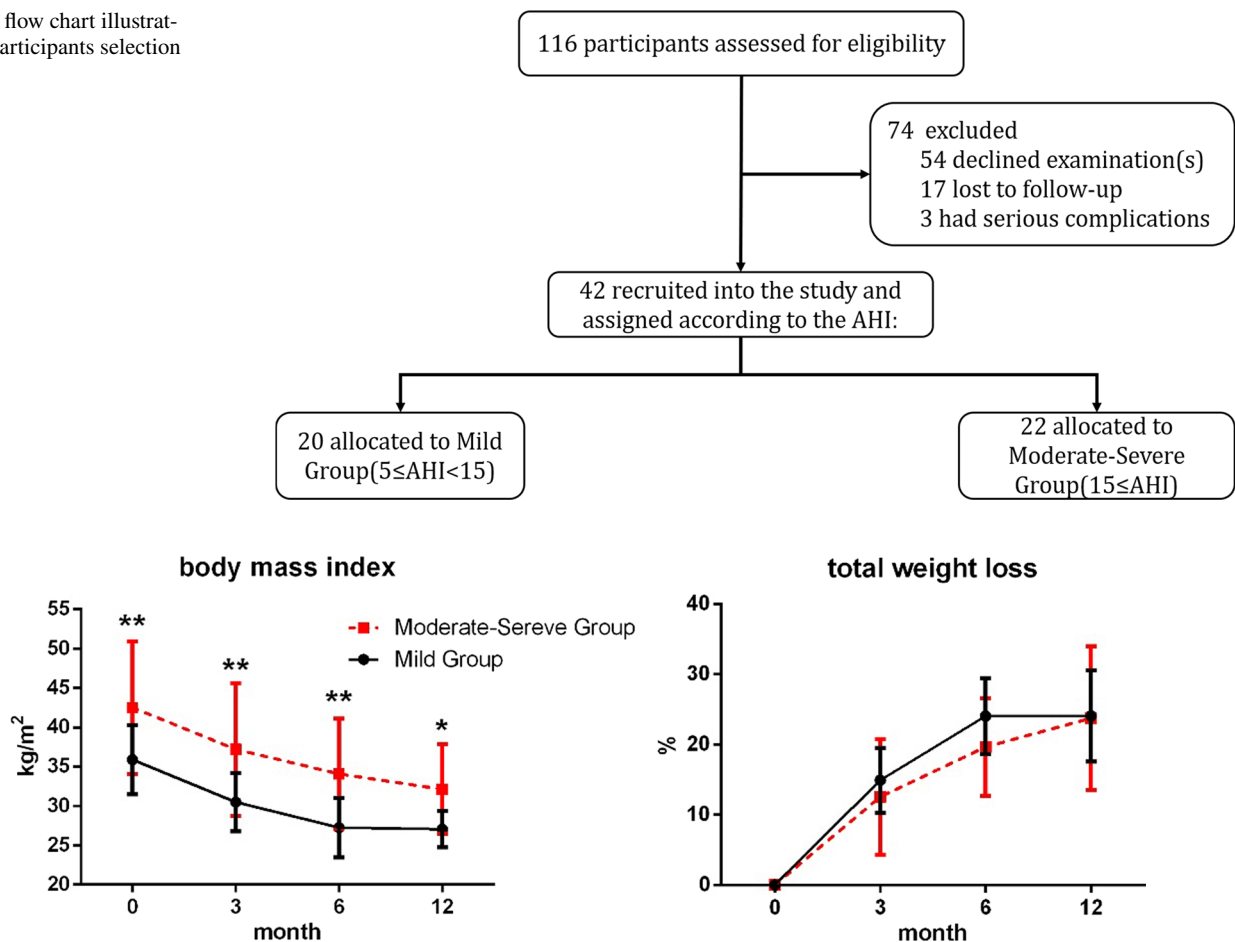 flow chart illustrat-
articipants selection
116 participants assessed for eligibility
74 excluded
54 declined examination(s)
17 lost to follow-up
3 had serious complications
42 recruited into the study and
assigned according to the AHI:
20 allocated to Mild
Group(5≤AHI<15)
22 allocated to
Moderate-Severe
Group(15≤AHI)
body mass index
55
50
45
40
35
30
25
20
kg/m²
**
**
**
*
Moderate-Sereve Group
Mild Group
0 3 6 12
month
total weight loss
40
30
20
10
0
%
0 3 6 12
month